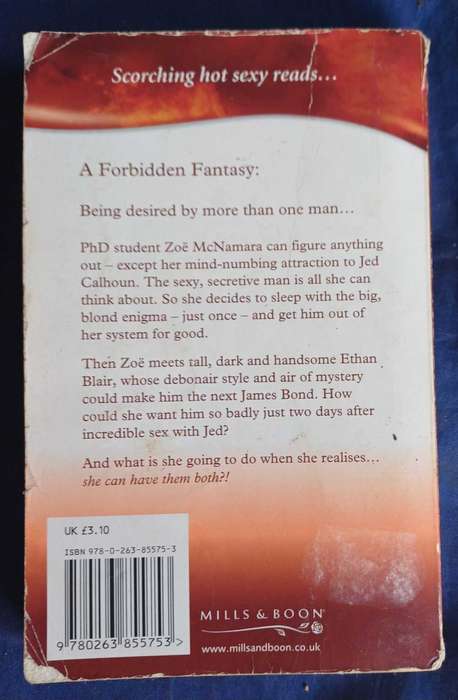 Scorching hot sexy reads...
A Forbidden Fantasy:
Being desired by more than one man...
PhD student Zoë McNamara can figure anything
out – except her mind-numbing attraction to Jed
Calhoun. The sexy, secretive man is all she can
think about. So she decides to sleep with the big,
blond enigma – just once – and get him out of
her system for good.
Then Zoë meets tall, dark and handsome Ethan
Blair, whose debonair style and air of mystery
could make him the next James Bond. How
could she want him so badly just two days after
incredible sex with Jed?
And what is she going to do when she realises...
she can have them both?!
UK £3.10
ISBN 978-0-263-85575-3
9 780263 855753 >
MILLS & BOON®
www.millsandboon.co.uk